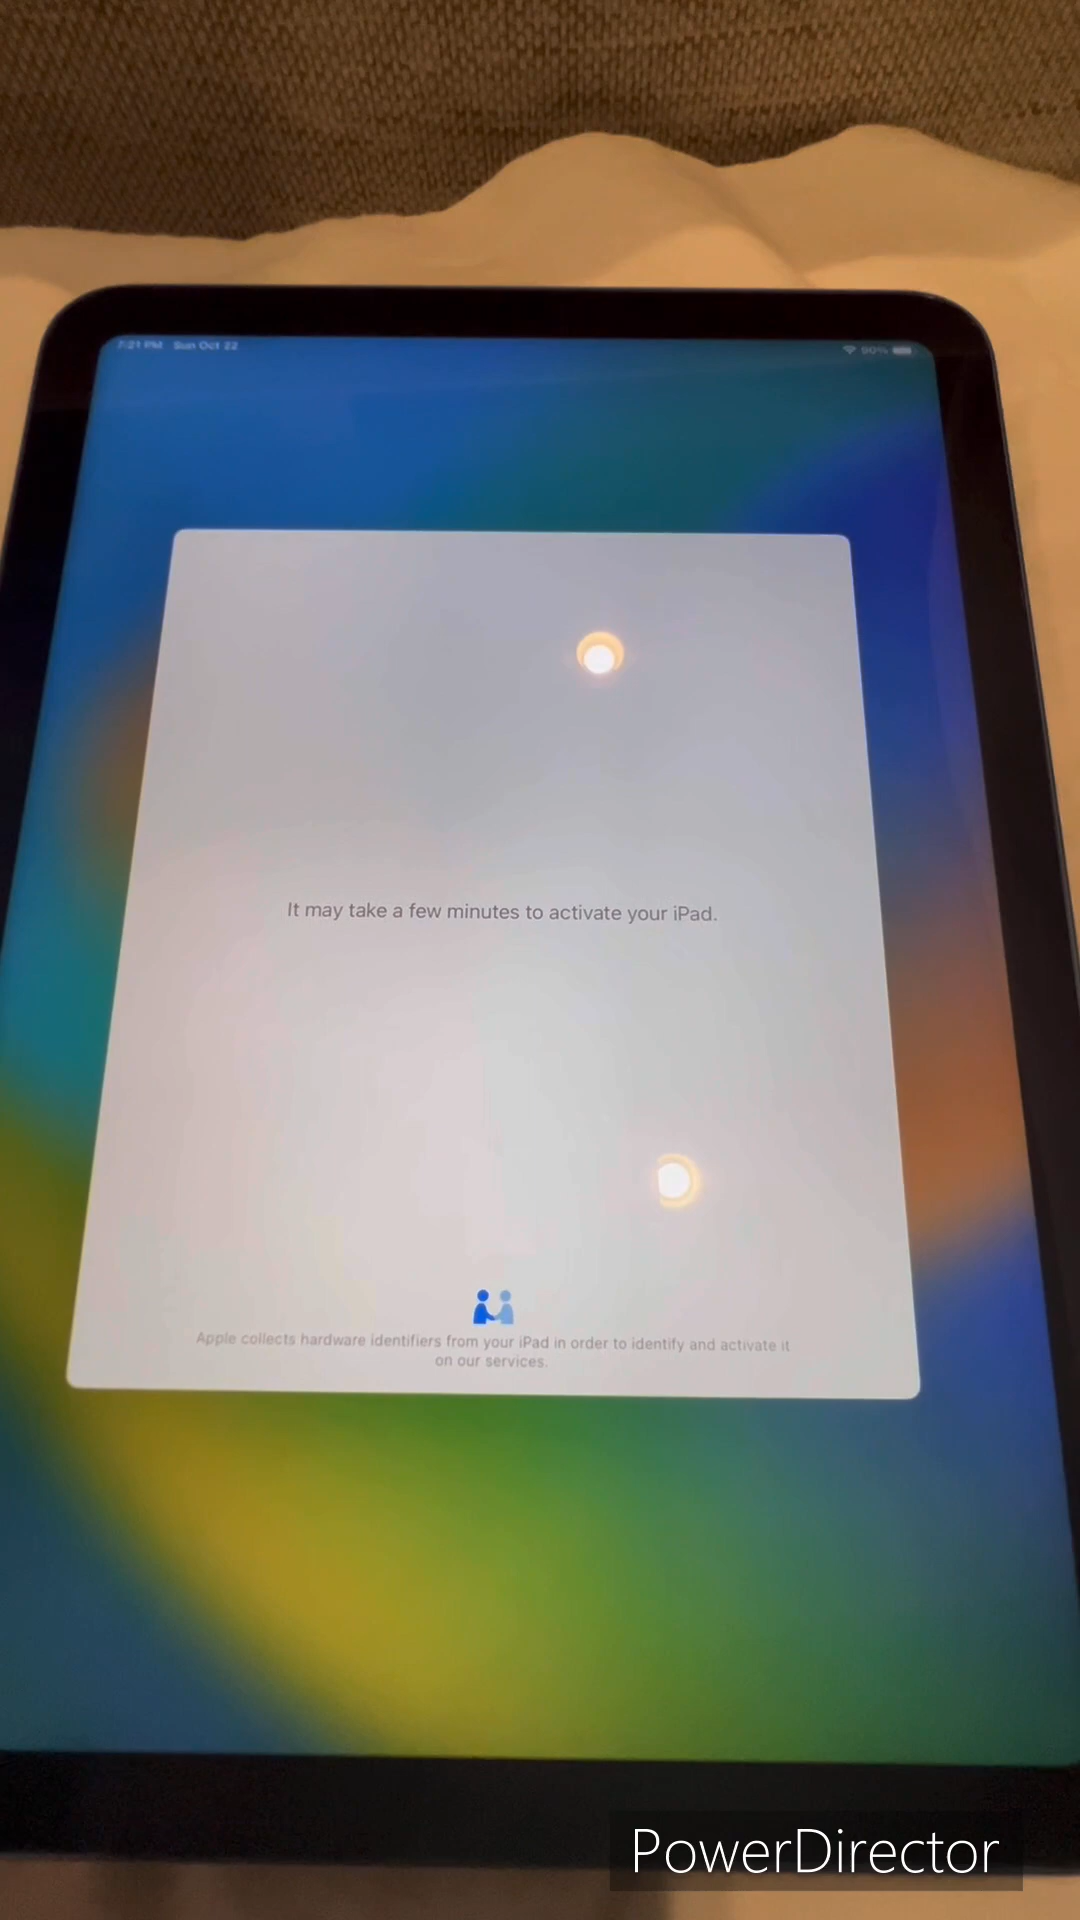 7:21 PM Sun Oct 22
90%
It may take a few minutes to activate your iPad.
Apple collects hardware identifiers from your iPad in order to identify and activate it
on our services.
PowerDirector